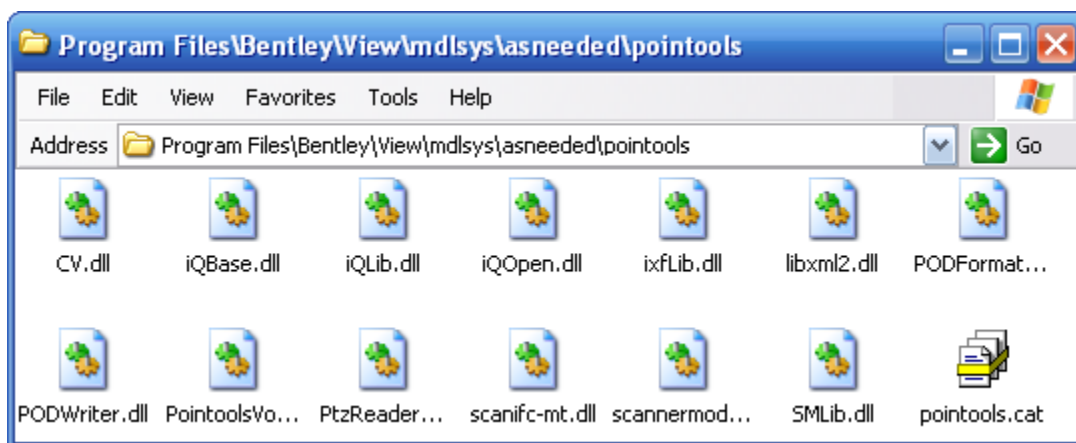 Program Files\Bentley\View\mdlsys\asneeded\pointools
File Edit View Favorites Tools Help
Address Program Files\Bentley\View\mdlsys\asneeded\pointools Go
CV.dll iQBase.dll iQLib.dll iQOpen.dll ixfLib.dll libxml2.dll PODFormat...
PODWriter.dll PointoolsVo... PtzReader... scanifc-mt.dll scannermod... SMLib.dll pointools.cat